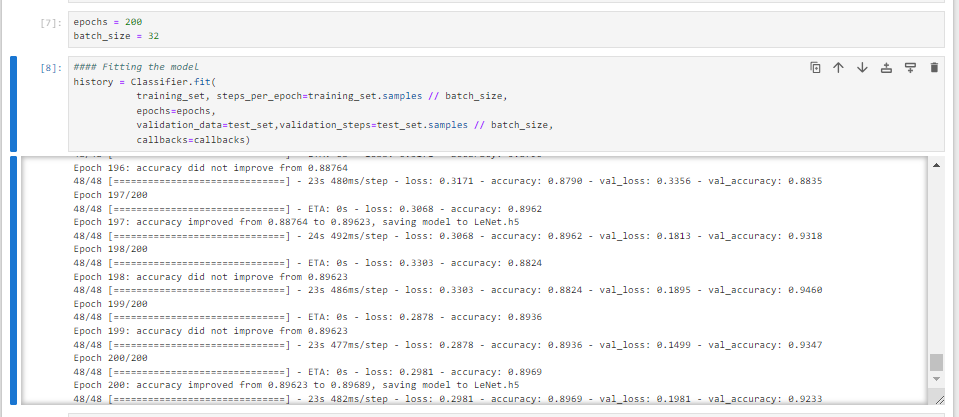 [7]:
epochs = 200
batch_size = 32
[8]:
#### Fitting the model
history = Classifier.fit(
training_set, steps_per_epoch=training_set.samples // batch_size,
epochs=epochs,
validation_data=test_set,validation_steps=test_set.samples // batch_size,
callbacks=callbacks)
Epoch 196: accuracy did not improve from 0.88764
48/48 [==============================] - 23s 480ms/step - loss: 0.3171 - accuracy: 0.8790 - val_loss: 0.3356 - val_accuracy: 0.8835
Epoch 197/200
48/48 [==============================] - ETA: 0s - loss: 0.3068 - accuracy: 0.8962
Epoch 197: accuracy improved from 0.88764 to 0.89623, saving model to LeNet.h5
48/48 [==============================] - 24s 492ms/step - loss: 0.3068 - accuracy: 0.8962 - val_loss: 0.1813 - val_accuracy: 0.9318
Epoch 198/200
48/48 [==============================] - ETA: 0s - loss: 0.3303 - accuracy: 0.8824
Epoch 198: accuracy did not improve from 0.89623
48/48 [==============================] - 23s 486ms/step - loss: 0.3303 - accuracy: 0.8824 - val_loss: 0.1895 - val_accuracy: 0.9460
Epoch 199/200
48/48 [==============================] - ETA: 0s - loss: 0.2878 - accuracy: 0.8936
Epoch 199: accuracy did not improve from 0.89623
48/48 [==============================] - 23s 477ms/step - loss: 0.2878 - accuracy: 0.8936 - val_loss: 0.1499 - val_accuracy: 0.9347
Epoch 200/200
48/48 [==============================] - ETA: 0s - loss: 0.2981 - accuracy: 0.8969
Epoch 200: accuracy improved from 0.89623 to 0.89689, saving model to LeNet.h5
48/48 [==============================] - 23s 482ms/step - loss: 0.2981 - accuracy: 0.8969 - val_loss: 0.1981 - val_accuracy: 0.9233